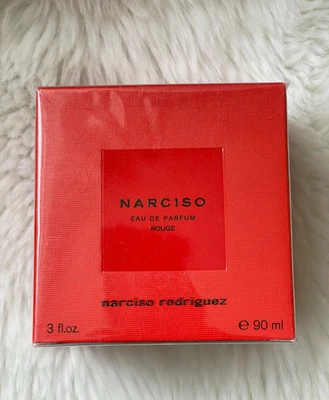 NARCISO
EAU DE PARFUM
ROUGE
narciso rodriguez
3 fl.oz. ℮ 90 ml